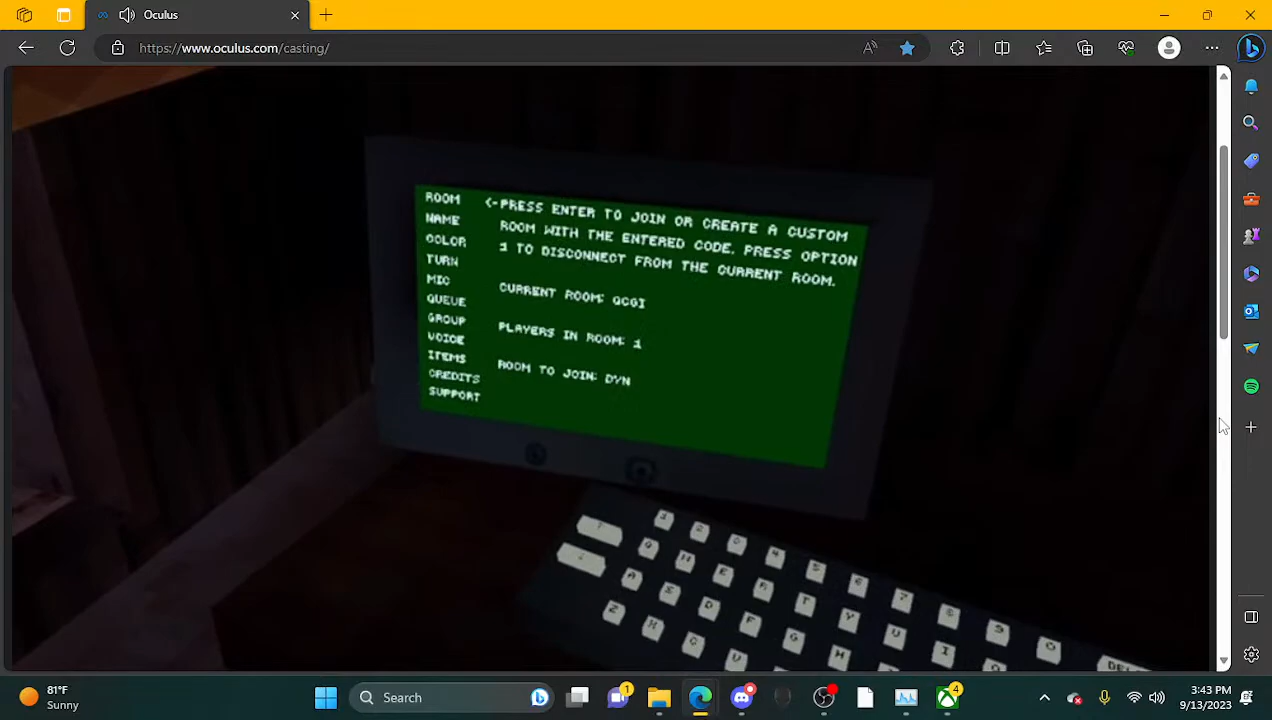 Oculus
https://www.oculus.com/casting/
ROOM <-PRESS ENTER TO JOIN OR CREATE A CUSTOM
NAME ROOM WITH THE ENTERED CODE. PRESS OPTION
COLOR 1 TO DISCONNECT FROM THE CURRENT ROOM.
TURN
MIC CURRENT ROOM: QCGI
QUEUE
GROUP PLAYERS IN ROOM: 1
VOICE
ITEMS ROOM TO JOIN: DYN
CREDITS
SUPPORT
81°F
Sunny
Search
1
4
3:43 PM
9/13/2023